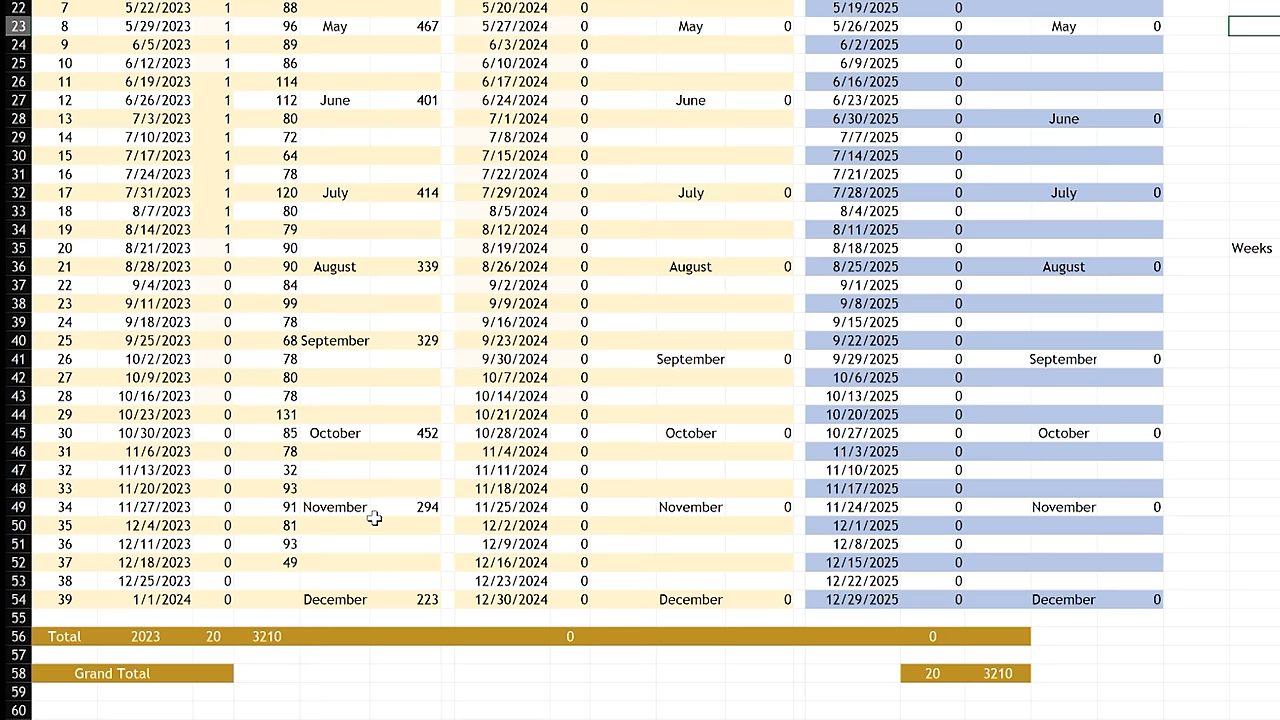 22 7 5/22/2023 1 88 5/20/2024 0 5/19/2025 0
23 8 5/29/2023 1 96 May 467 5/27/2024 0 May 0 5/26/2025 0 May 0
24 9 6/5/2023 1 89 6/3/2024 0 6/2/2025 0
25 10 6/12/2023 1 86 6/10/2024 0 6/9/2025 0
26 11 6/19/2023 1 114 6/17/2024 0 6/16/2025 0
27 12 6/26/2023 1 112 June 401 6/24/2024 0 June 0 6/23/2025 0
28 13 7/3/2023 1 80 7/1/2024 0 6/30/2025 0 June 0
29 14 7/10/2023 1 72 7/8/2024 0 7/7/2025 0
30 15 7/17/2023 1 64 7/15/2024 0 7/14/2025 0
31 16 7/24/2023 1 78 7/22/2024 0 7/21/2025 0
32 17 7/31/2023 1 120 July 414 7/29/2024 0 July 0 7/28/2025 0 July 0
33 18 8/7/2023 1 80 8/5/2024 0 8/4/2025 0
34 19 8/14/2023 1 79 8/12/2024 0 8/11/2025 0
35 20 8/21/2023 1 90 8/19/2024 0 8/18/2025 0 Weeks
36 21 8/28/2023 0 90 August 339 8/26/2024 0 August 0 8/25/2025 0 August 0
37 22 9/4/2023 0 84 9/2/2024 0 9/1/2025 0
38 23 9/11/2023 0 99 9/9/2024 0 9/8/2025 0
39 24 9/18/2023 0 78 9/16/2024 0 9/15/2025 0
40 25 9/25/2023 0 68 September 329 9/23/2024 0 9/22/2025 0
41 26 10/2/2023 0 78 9/30/2024 0 September 0 9/29/2025 0 September 0
42 27 10/9/2023 0 80 10/7/2024 0 10/6/2025 0
43 28 10/16/2023 0 78 10/14/2024 0 10/13/2025 0
44 29 10/23/2023 0 131 10/21/2024 0 10/20/2025 0
45 30 10/30/2023 0 85 October 452 10/28/2024 0 October 0 10/27/2025 0 October 0
46 31 11/6/2023 0 78 11/4/2024 0 11/3/2025 0
47 32 11/13/2023 0 32 11/11/2024 0 11/10/2025 0
48 33 11/20/2023 0 93 11/18/2024 0 11/17/2025 0
49 34 11/27/2023 0 91 November 294 11/25/2024 0 November 0 11/24/2025 0 November 0
50 35 12/4/2023 0 81 12/2/2024 0 12/1/2025 0
51 36 12/11/2023 0 93 12/9/2024 0 12/8/2025 0
52 37 12/18/2023 0 49 12/16/2024 0 12/15/2025 0
53 38 12/25/2023 0 12/23/2024 0 12/22/2025 0
54 39 1/1/2024 0 December 223 12/30/2024 0 December 0 12/29/2025 0 December 0
55
56 Total 2023 20 3210 0 0
57
58 Grand Total 20 3210
59
60